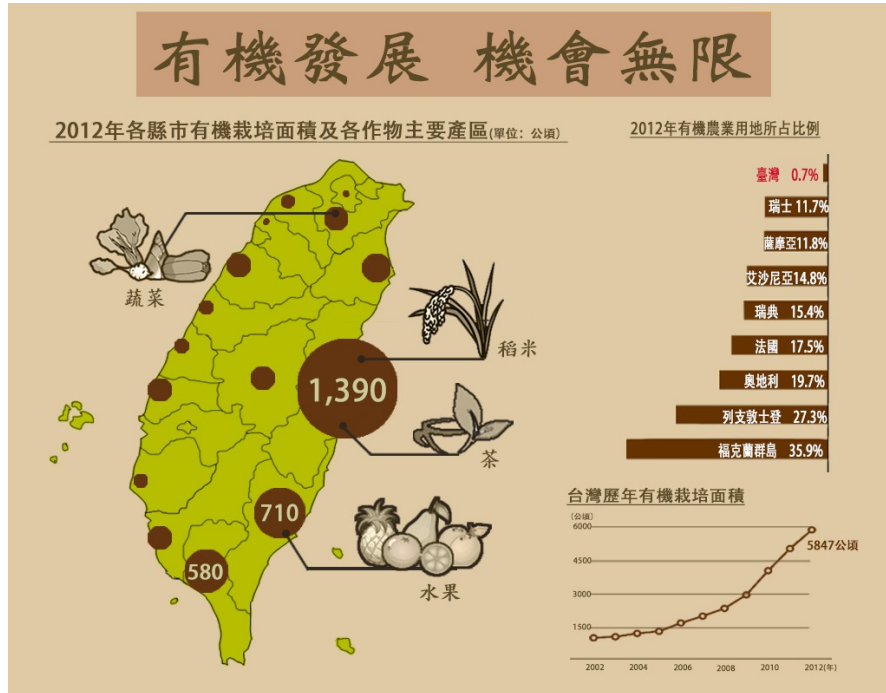 有機發展 機會無限
2012年各縣市有機栽培面積及各作物主要產區(單位：公頃)
蔬菜
稻米
1,390
茶
710
580
水果
2012年有機農業用地所占比例
臺灣 0.7%
瑞士 11.7%
薩摩亞11.8%
艾沙尼亞14.8%
瑞典 15.4%
法國 17.5%
奧地利 19.7%
列支敦士登 27.3%
福克蘭群島 35.9%
台灣歷年有機栽培面積
(公頃)
6000
5847公頃
4500
3000
1500
2002 2004 2006 2008 2010 2012(年)